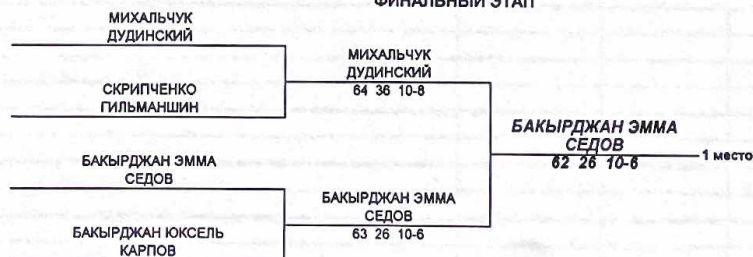 ФИНАЛЬНЫЙ ЭТАП
МИХАЛЬЧУК
ДУДИНСКИЙ
МИХАЛЬЧУК
ДУДИНСКИЙ
64 36 10-8
СКРИПЧЕНКО
ГИЛЬМАНШИН
БАКЫРДЖАН ЭММА
СЕДОВ
62 26 10-6
1 место
БАКЫРДЖАН ЭММА
СЕДОВ
БАКЫРДЖАН ЭММА
СЕДОВ
63 26 10-6
БАКЫРДЖАН ЮКСЕЛЬ
КАРПОВ